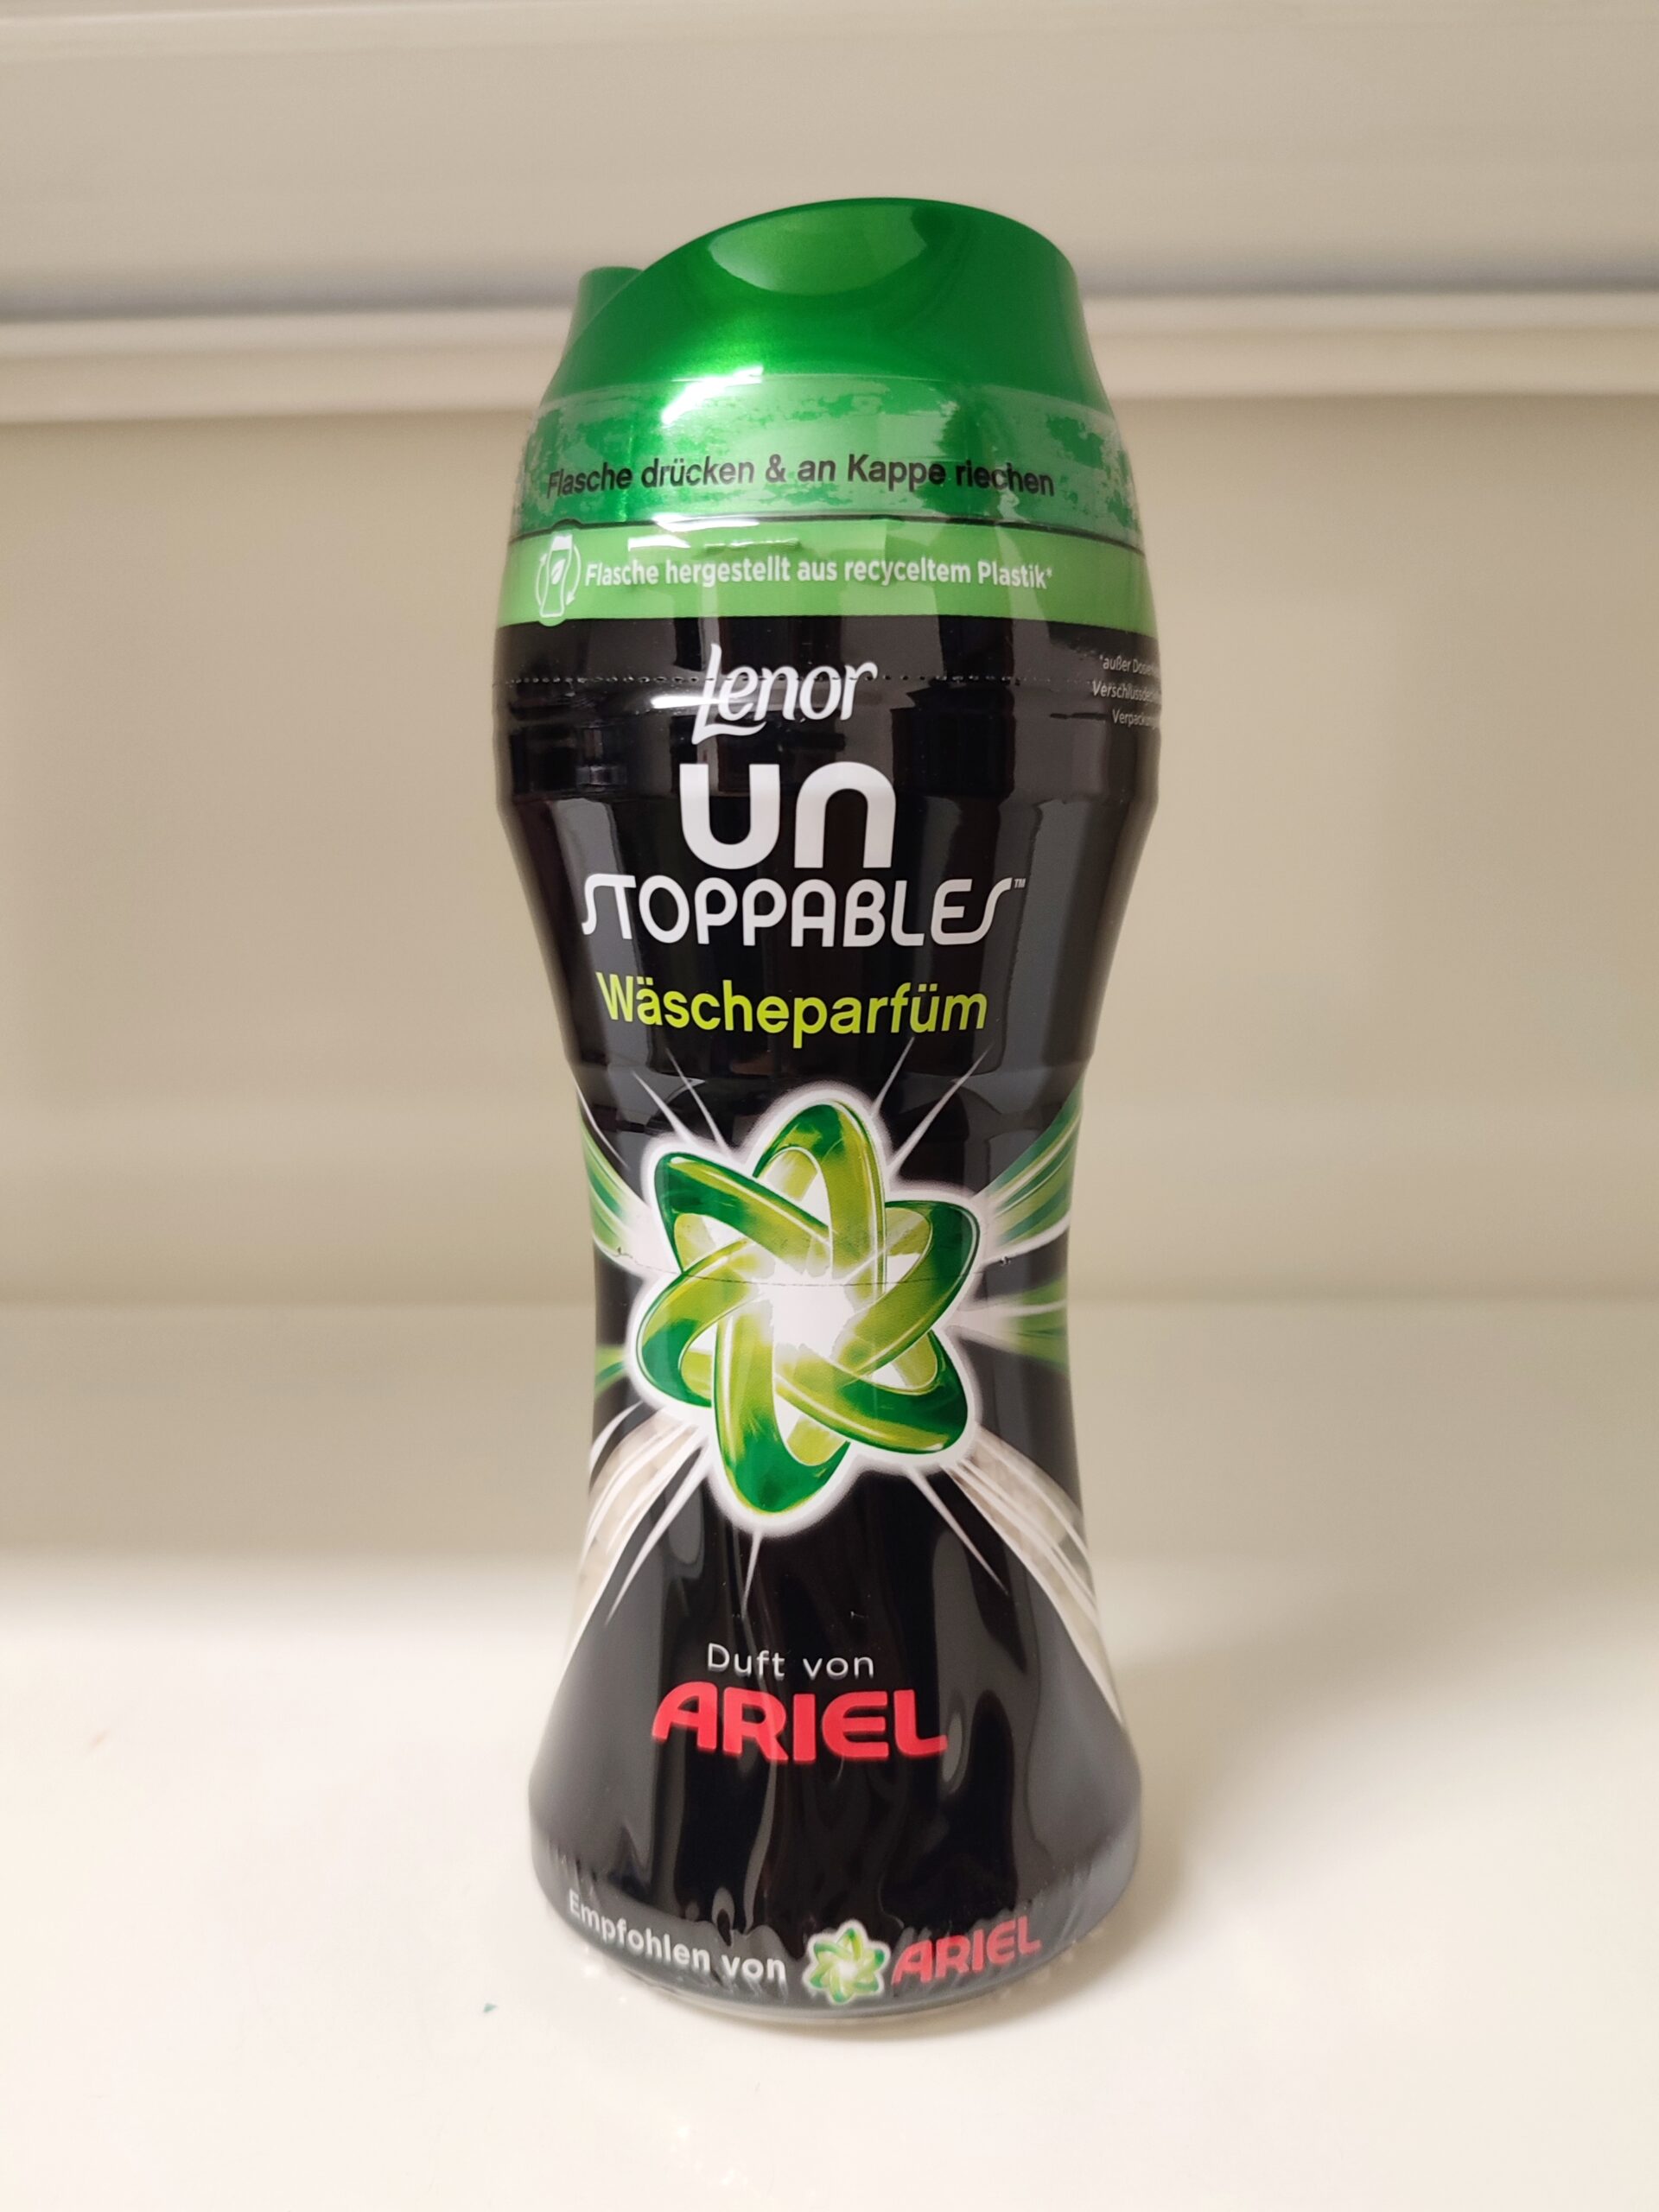 Flasche drücken & an Kappe riechen
Flasche hergestellt aus recyceltem Plastik*
*außer
Lenor
UN
STOPPABLES™
Wäscheparfüm
Duft von
ARIEL
Empfohlen von ARIEL